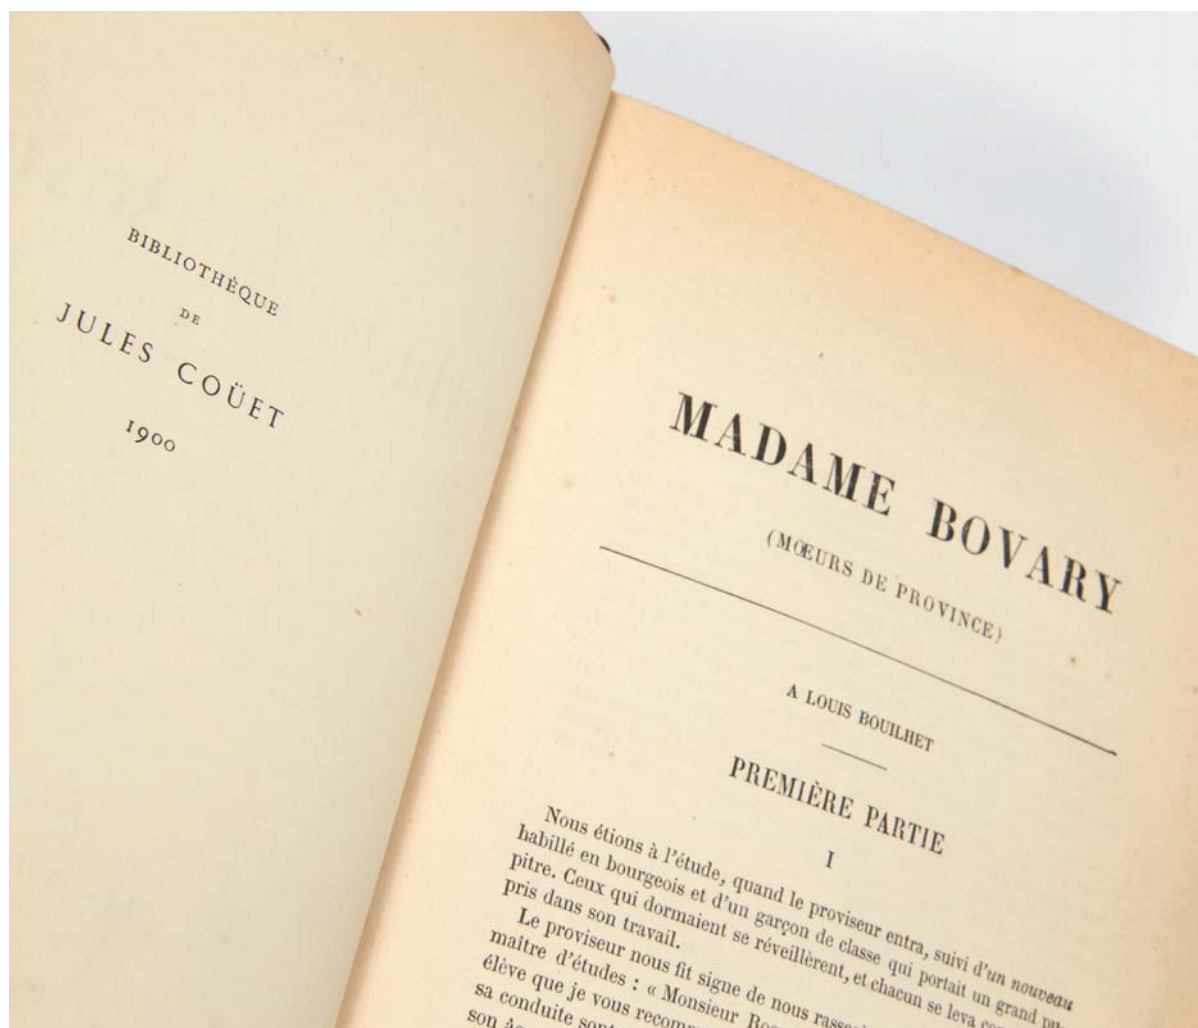 BIBLIOTHÈQUE
DE
JULES COÜET
1900
MADAME BOVARY
(MŒURS DE PROVINCE)
A LOUIS BOUILHET
PREMIÈRE PARTIE
I
Nous étions à l'étude, quand le proviseur entra, suivi d'un nouveau
habillé en bourgeois et d'un garçon de classe qui portait un grand pu-
pitre. Ceux qui dormaient se réveillèrent, et chacun se leva
pris dans son travail.
Le proviseur nous fit signe de nous
maître d'études : « Monsieur
élève que je vous
sa conduite
son